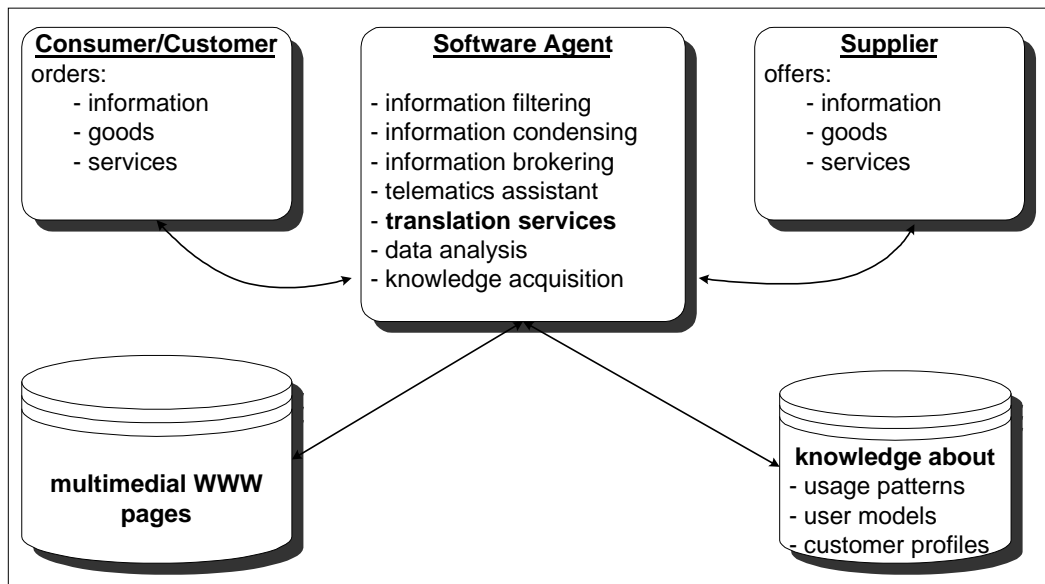 Consumer/Customer
orders:
- information
- goods
- services
Software Agent
- information filtering
- information condensing
- information brokering
- telematics assistant
- translation services
- data analysis
- knowledge acquisition
Supplier
offers:
- information
- goods
- services
multimedial WWW
pages
knowledge about
- usage patterns
- user models
- customer profiles